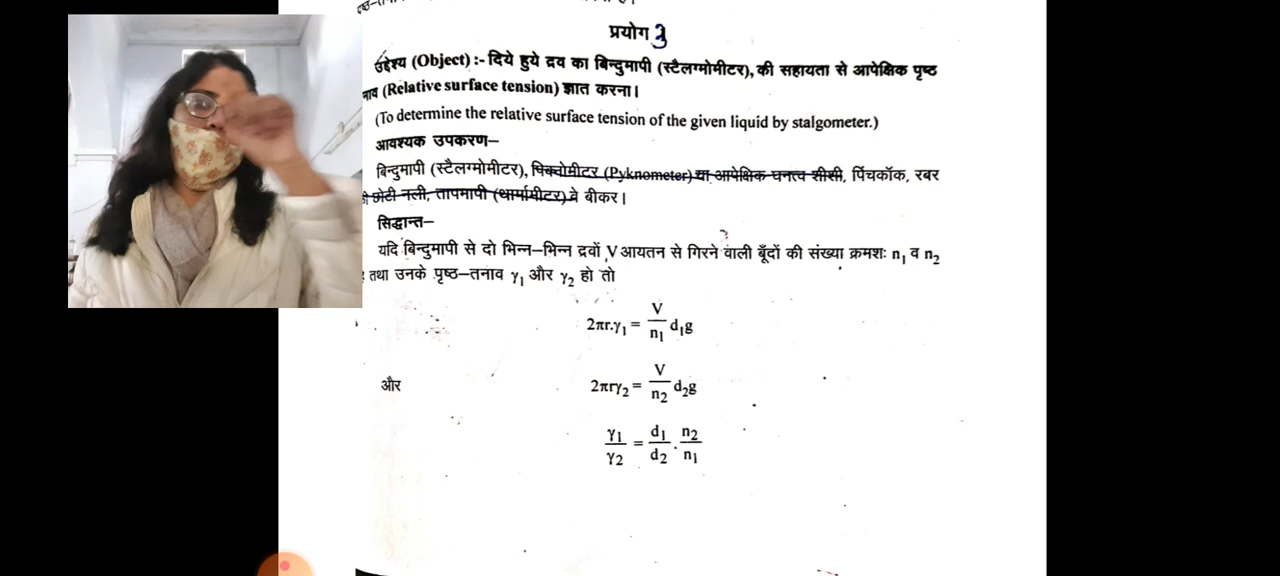 प्रयोग 3
उद्देश्य (Object) :- दिये हुये द्रव का बिन्दुमापी (स्टैलग्मोमीटर), की सहायता से आपेक्षिक पृष्ठ
नाव (Relative surface tension) ज्ञात करना।
(To determine the relative surface tension of the given liquid by stalgometer.)
आवश्यक उपकरण–
बिन्दुमापी (स्टैलग्मोमीटर), पिक्नोमीटर (Pyknometer) या आपेक्षिक घनत्व शीसी, पिंचकॉक, रबर
छोटी नली, तापमापी (थार्मामीटर) वे बीकर।
सिद्धान्त–
यदि बिन्दुमापी से दो भिन्न–भिन्न द्रवों V आयतन से गिरने वाली बूँदों की संख्या क्रमशः n₁ व n₂
तथा उनके पृष्ठ–तनाव γ₁ और γ₂ हो तो
2πr.γ₁ = V/n₁ d₁g
और 2πrγ₂ = V/n₂ d₂g
γ₁/γ₂ = d₁/d₂ . n₂/n₁